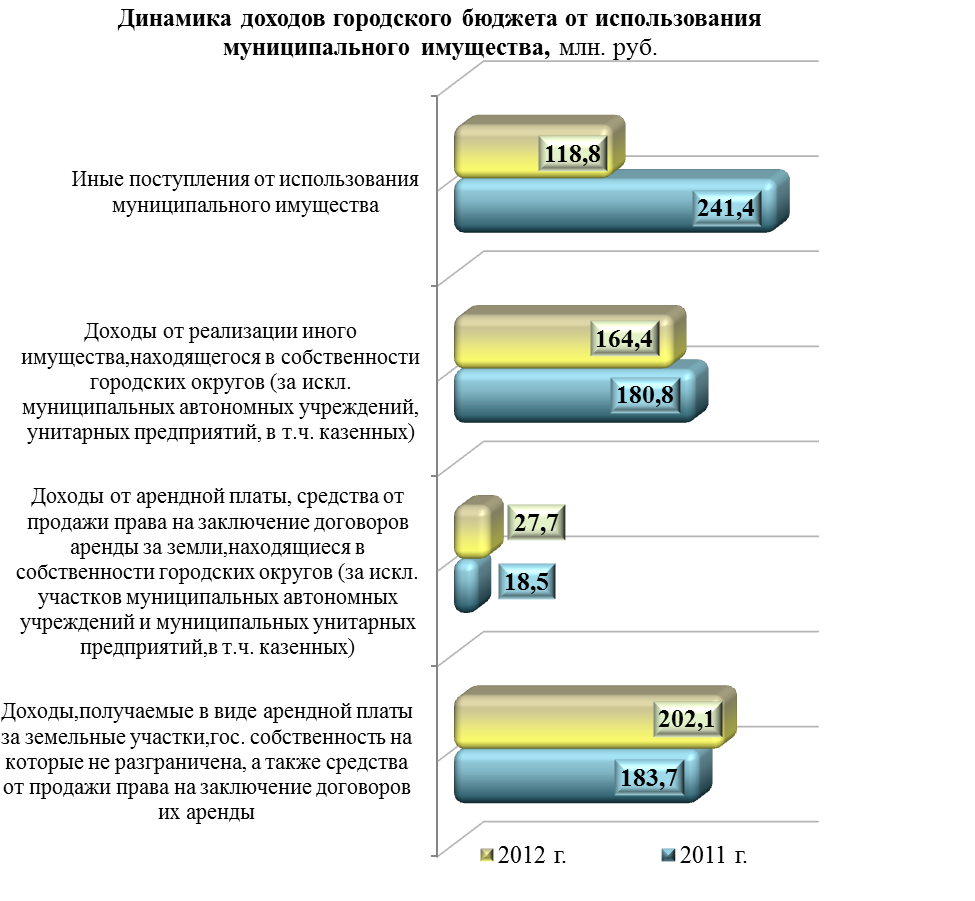 Динамика доходов городского бюджета от использования
муниципального имущества, млн. руб.
Иные поступления от использования
муниципального имущества
118,8
241,4
Доходы от реализации иного
имущества,находящегося в собственности
городских округов (за искл.
муниципальных автономных учреждений,
унитарных предприятий, в т.ч. казенных)
164,4
180,8
Доходы от арендной платы, средства от
продажи права на заключение договоров
аренды за земли,находящиеся в
собственности городских округов (за искл.
участков муниципальных автономных
учреждений и муниципальных унитарных
предприятий,в т.ч. казенных)
27,7
18,5
Доходы,получаемые в виде арендной платы
за земельные участки,гос. собственность на
которые не разграничена, а также средства
от продажи права на заключение договоров
их аренды
202,1
183,7
2012 г.
2011 г.